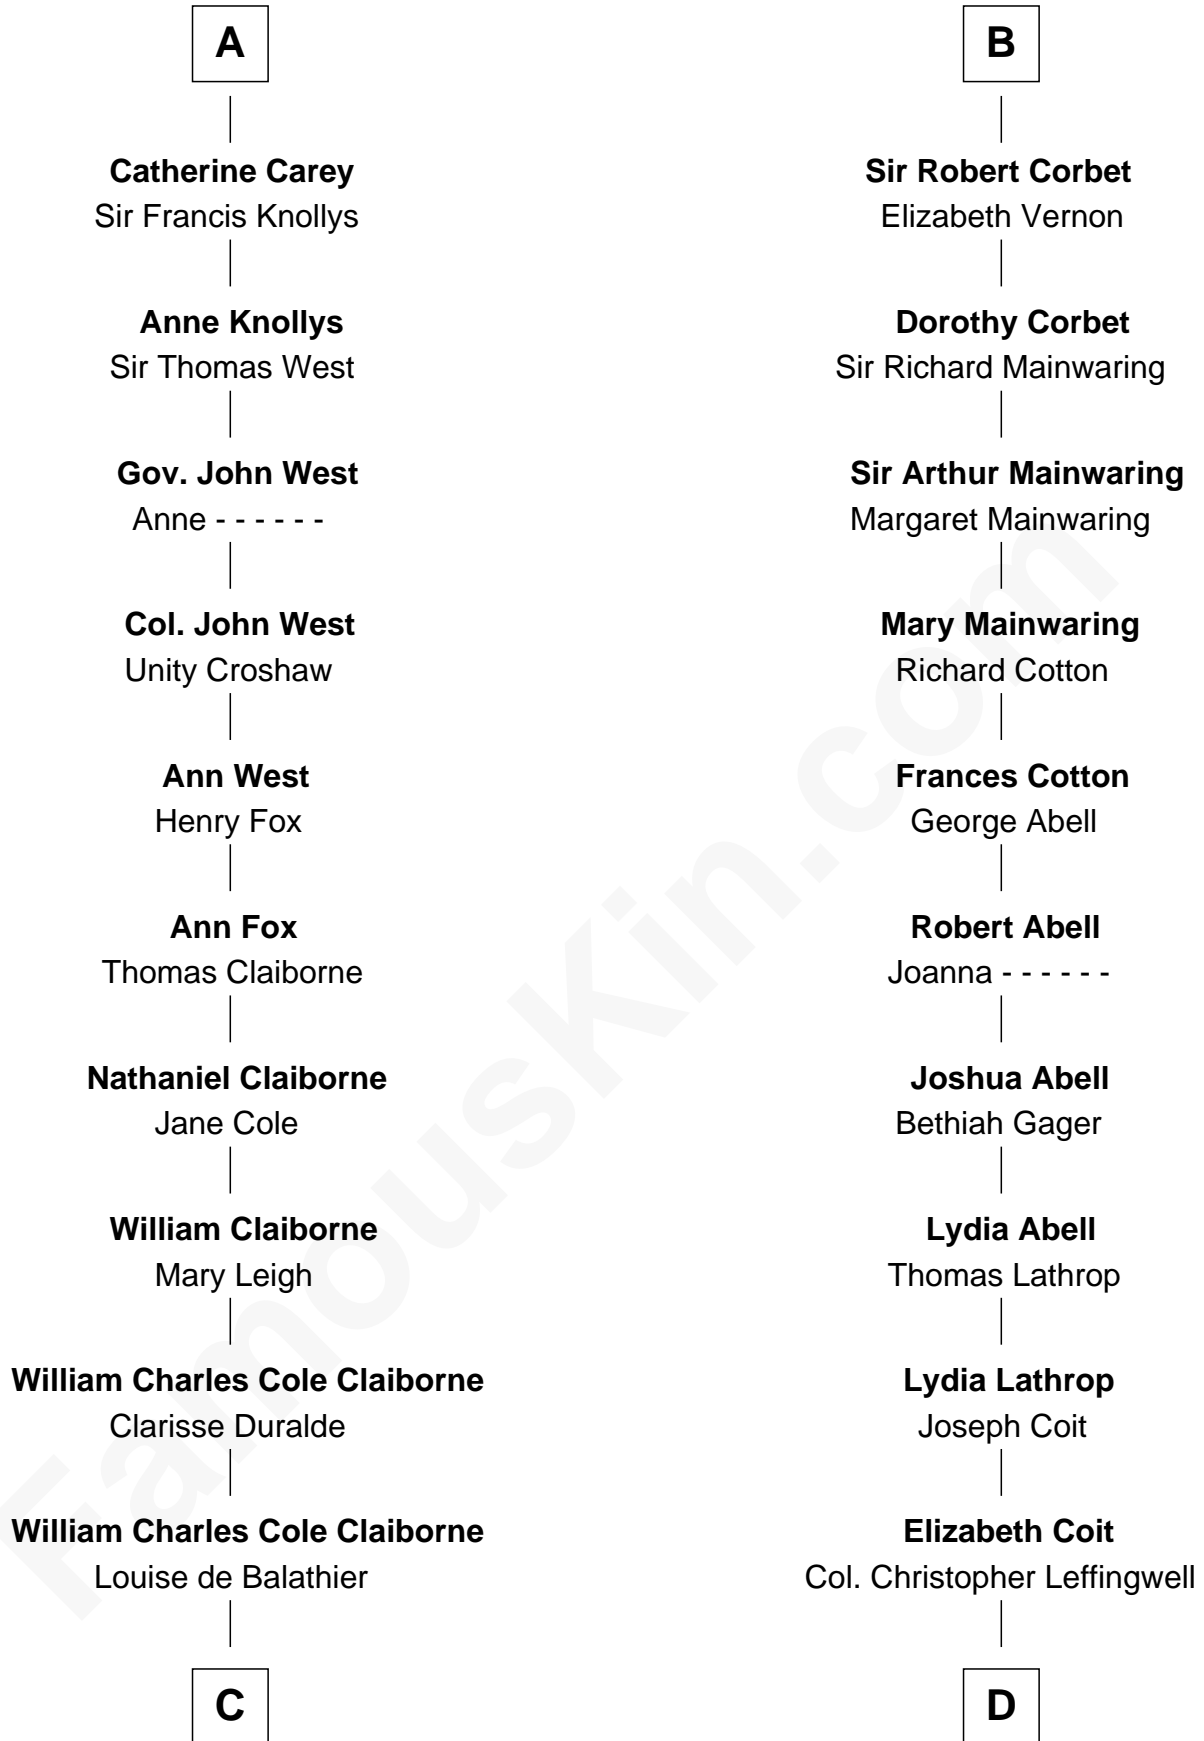 A
Catherine Carey
Sir Francis Knollys
Anne Knollys
Sir Thomas West
Gov. John West
Anne - - - - - -
Col. John West
Unity Croshaw
Ann West
Henry Fox
Ann Fox
Thomas Claiborne
Nathaniel Claiborne
Jane Cole
William Claiborne
Mary Leigh
William Charles Cole Claiborne
Clarisse Duralde
William Charles Cole Claiborne
Louise de Balathier
C
B
Sir Robert Corbet
Elizabeth Vernon
Dorothy Corbet
Sir Richard Mainwaring
Sir Arthur Mainwaring
Margaret Mainwaring
Mary Mainwaring
Richard Cotton
Frances Cotton
George Abell
Robert Abell
Joanna - - - - - -
Joshua Abell
Bethiah Gager
Lydia Abell
Thomas Lathrop
Lydia Lathrop
Joseph Coit
Elizabeth Coit
Col. Christopher Leffingwell
D
FamousKin.com